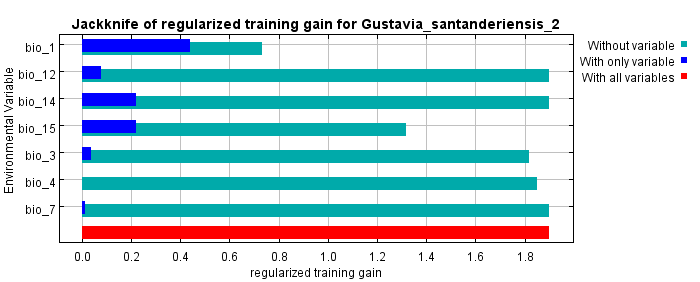 Jackknife of regularized training gain for Gustavia_santanderiensis_2
Environmental Variable
bio_1
bio_12
bio_14
bio_15
bio_3
bio_4
bio_7
Without variable
With only variable
With all variables
0.0 0.2 0.4 0.6 0.8 1.0 1.2 1.4 1.6 1.8
regularized training gain